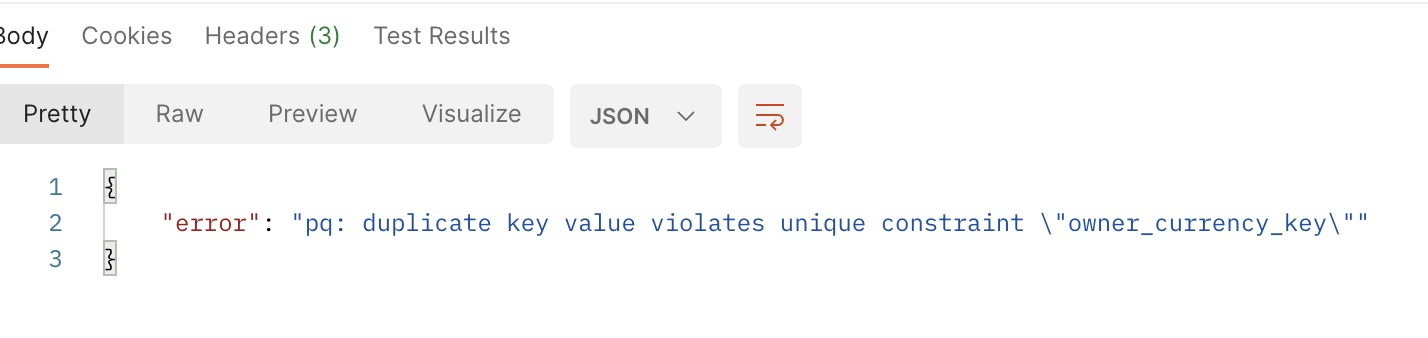 Body Cookies Headers (3) Test Results
Pretty Raw Preview Visualize JSON
1 {
2 "error": "pq: duplicate key value violates unique constraint \"owner_currency_key\""
3 }